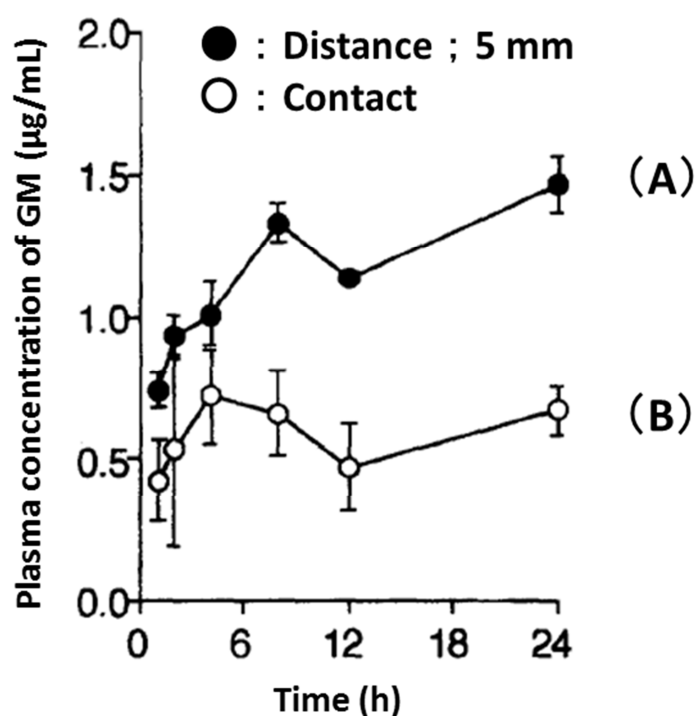 Plasma concentration of GM (μg/mL)
2.0
1.5
1.0
0.5
0.0
: Distance ; 5 mm
: Contact
(A)
(B)
0 6 12 18 24
Time (h)